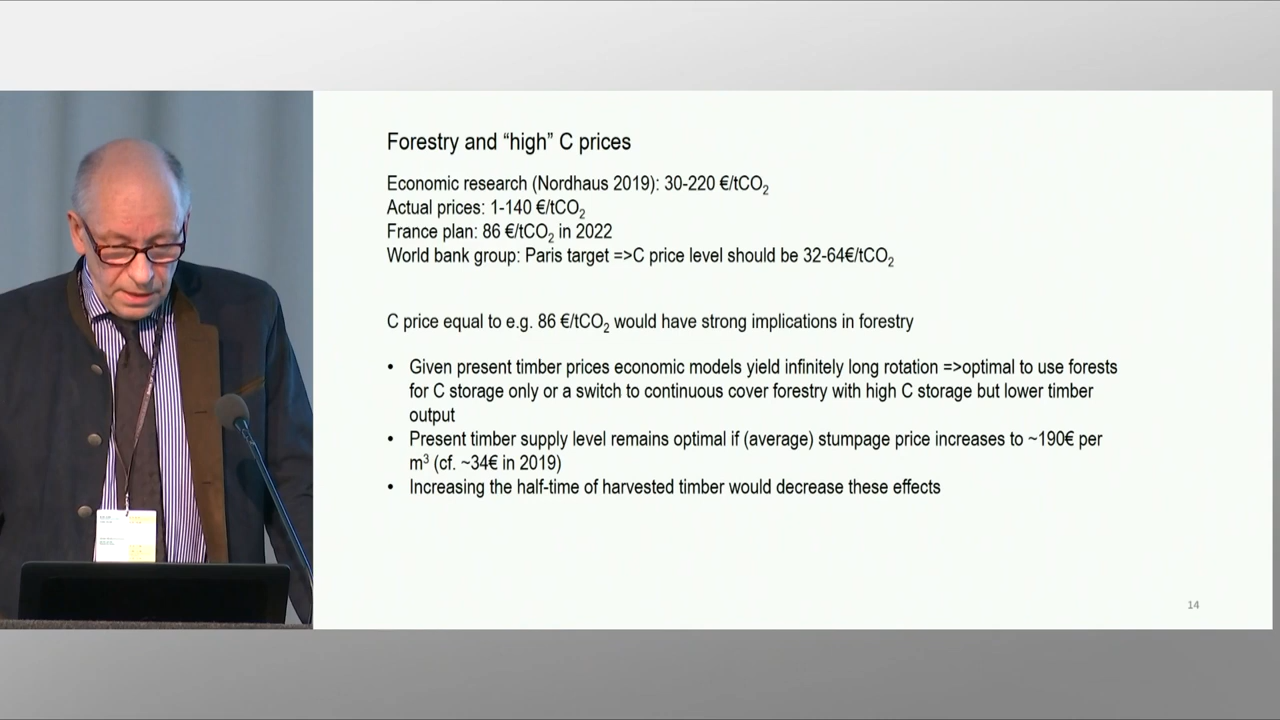 Forestry and “high” C prices
Economic research (Nordhaus 2019): 30-220 €/tCO₂
Actual prices: 1-140 €/tCO₂
France plan: 86 €/tCO₂ in 2022
World bank group: Paris target =>C price level should be 32-64€/tCO₂
C price equal to e.g. 86 €/tCO₂ would have strong implications in forestry
• Given present timber prices economic models yield infinitely long rotation =>optimal to use forests
for C storage only or a switch to continuous cover forestry with high C storage but lower timber
output
• Present timber supply level remains optimal if (average) stumpage price increases to ~190€ per
m³ (cf. ~34€ in 2019)
• Increasing the half-time of harvested timber would decrease these effects
14